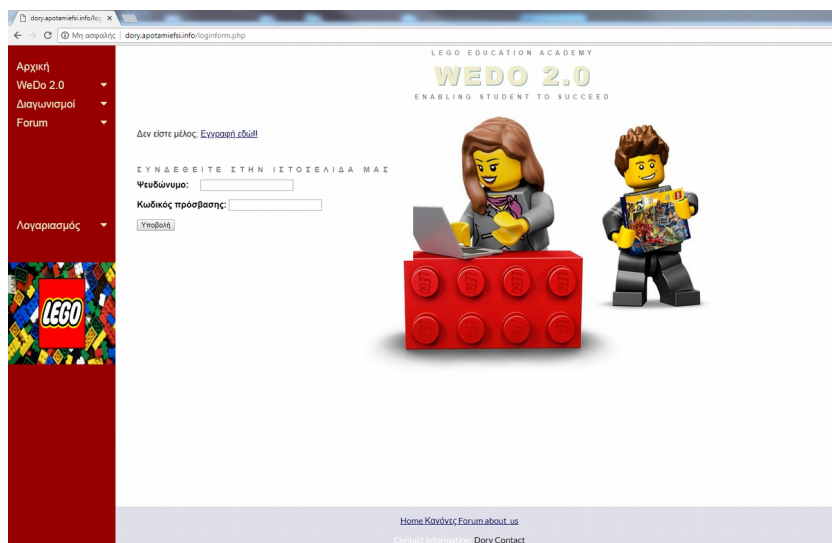 dory.apotamiefsi.info/log
Μη ασφαλής | dory.apotamiefsi.info/loginform.php
Αρχική
WeDo 2.0
Διαγωνισμοί
Forum
Λογαριασμός
LEGO
LEGO EDUCATION ACADEMY
WEDO 2.0
ENABLING STUDENT TO SUCCEED
Δεν είστε μέλος; Εγγραφή εδώ!!
ΣΥΝΔΕΘΕΙΤΕ ΣΤΗΝ ΙΣΤΟΣΕΛΙΔΑ ΜΑΣ
Ψευδώνυμο:
Κωδικός πρόσβασης:
Υποβολή
Home Κανόνες Forum about us
Contact information: Dory Contact